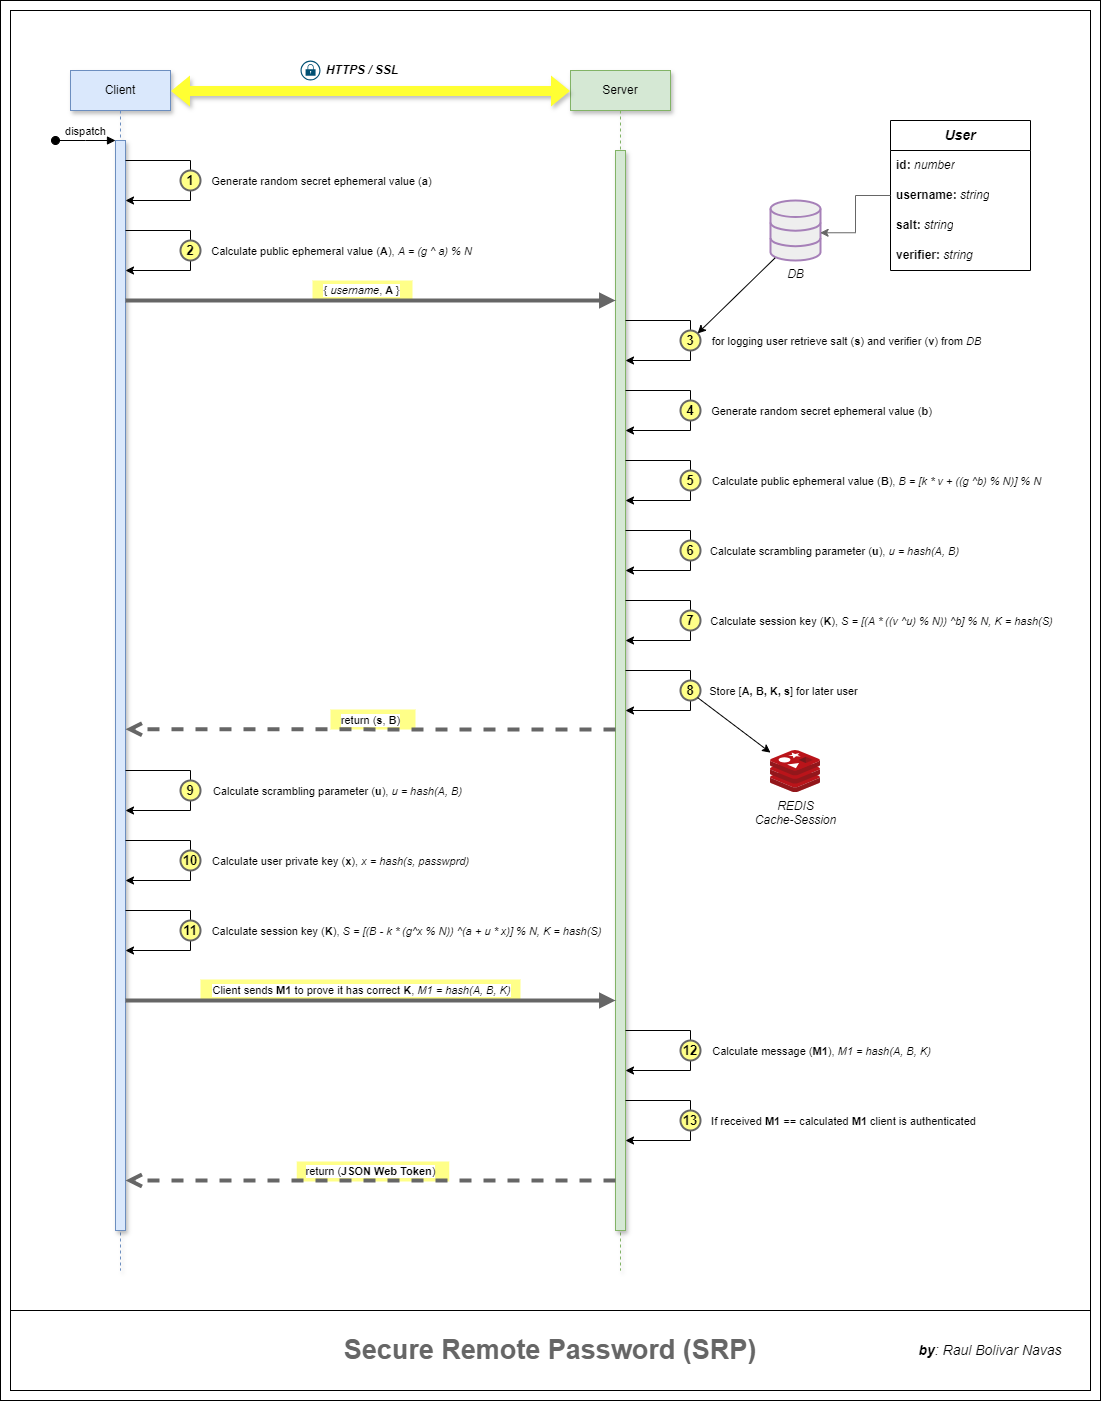 HTTPS / SSL
Client
Server
dispatch
User
id: number
username: string
salt: string
verifier: string
DB
1 Generate random secret ephemeral value (a)
2 Calculate public ephemeral value (A), A = (g ^ a) % N
{ username, A }
3 for logging user retrieve salt (s) and verifier (v) from DB
4 Generate random secret ephemeral value (b)
5 Calculate public ephemeral value (B), B = [k * v + ((g ^b) % N)] % N
6 Calculate scrambling parameter (u), u = hash(A, B)
7 Calculate session key (K), S = [(A * ((v ^u) % N)) ^b] % N, K = hash(S)
8 Store [A, B, K, s] for later user
return (s, B)
REDIS
Cache-Session
9 Calculate scrambling parameter (u), u = hash(A, B)
10 Calculate user private key (x), x = hash(s, passwprd)
11 Calculate session key (K), S = [(B - k * (g^x % N)) ^(a + u * x)] % N, K = hash(S)
Client sends M1 to prove it has correct K, M1 = hash(A, B, K)
12 Calculate message (M1), M1 = hash(A, B, K)
13 If received M1 == calculated M1 client is authenticated
return (JSON Web Token)
Secure Remote Password (SRP)
by: Raul Bolivar Navas